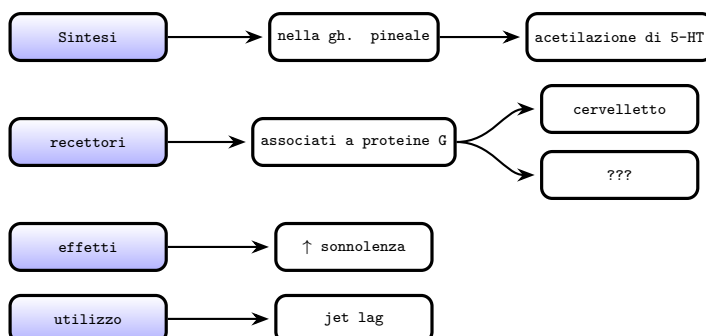 Sintesi
nella gh. pineale
acetilazione di 5-HT
recettori
associati a proteine G
cervelletto
???
effetti
↑ sonnolenza
utilizzo
jet lag